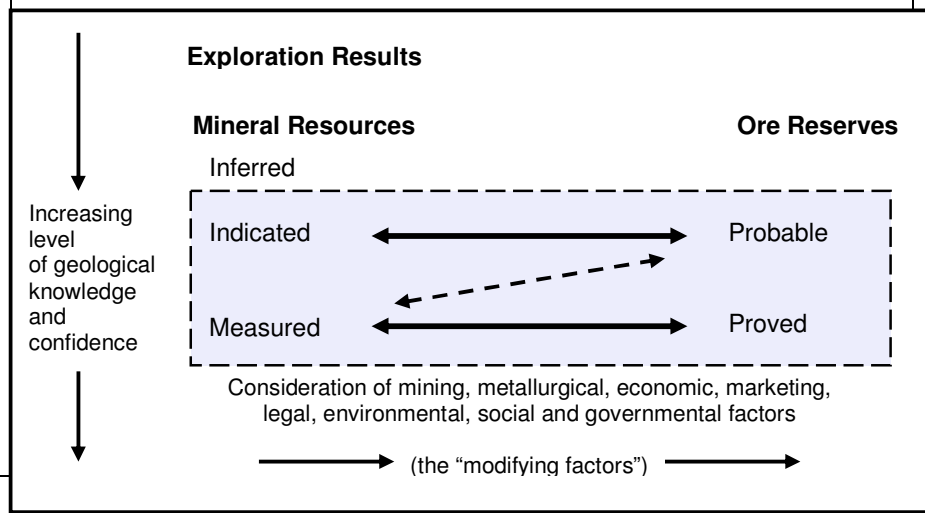 Exploration Results
Mineral Resources
Ore Reserves
Inferred
Increasing
level
of geological
knowledge
and
confidence
Indicated
Probable
Measured
Proved
Consideration of mining, metallurgical, economic, marketing,
legal, environmental, social and governmental factors
(the “modifying factors”)